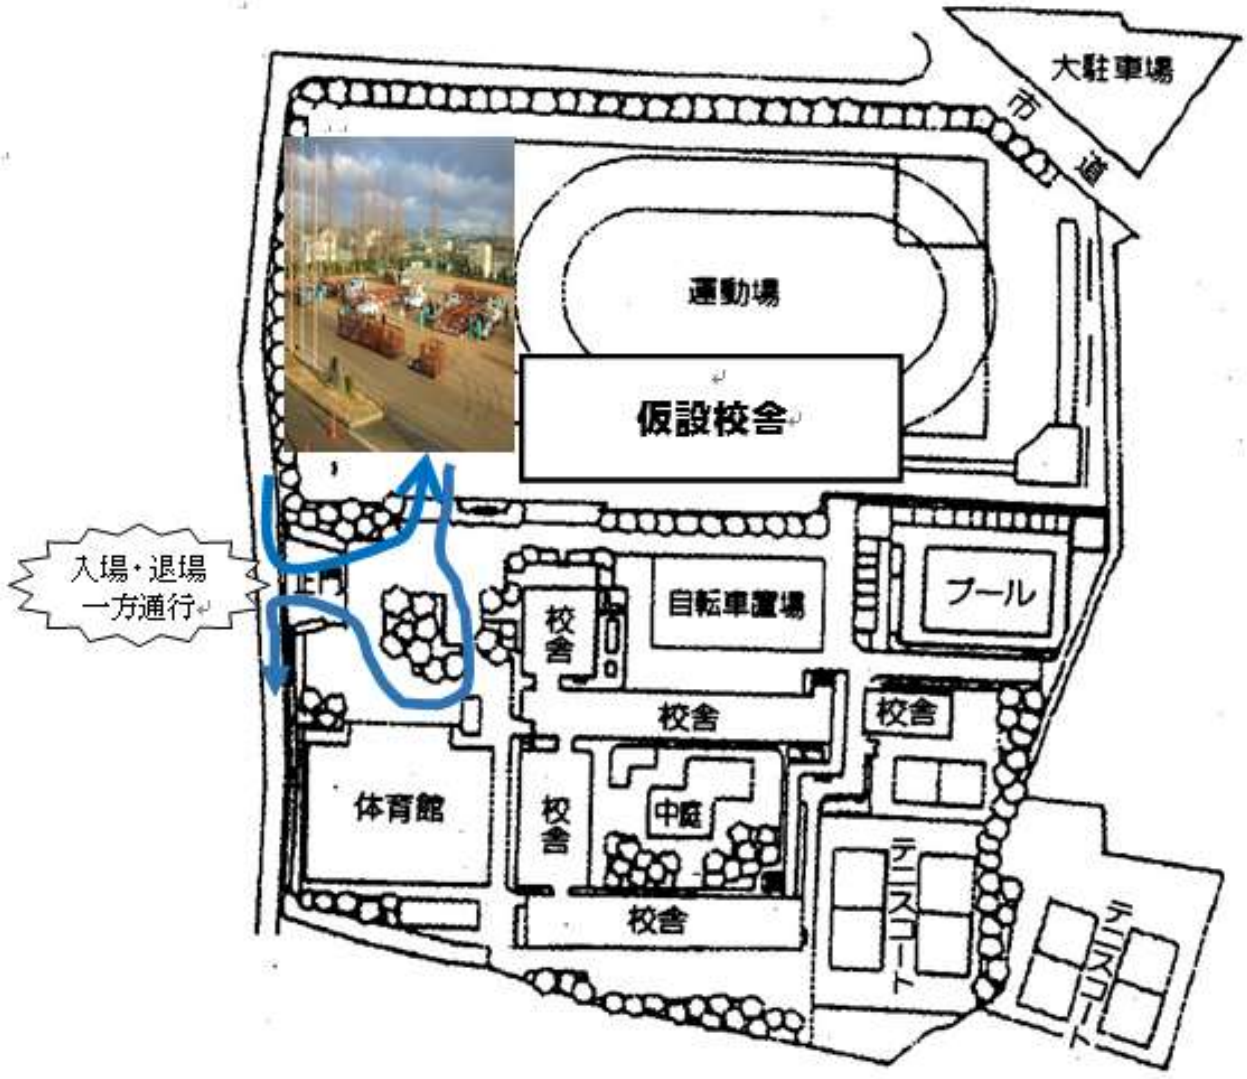 大駐車場
市道
運動場
仮設校舎
入場・退場
一方通行
正門
校舎
自転車置場
プール
校舎
校舎
体育館
校舎
中庭
テニスコート
校舎
テニスコート